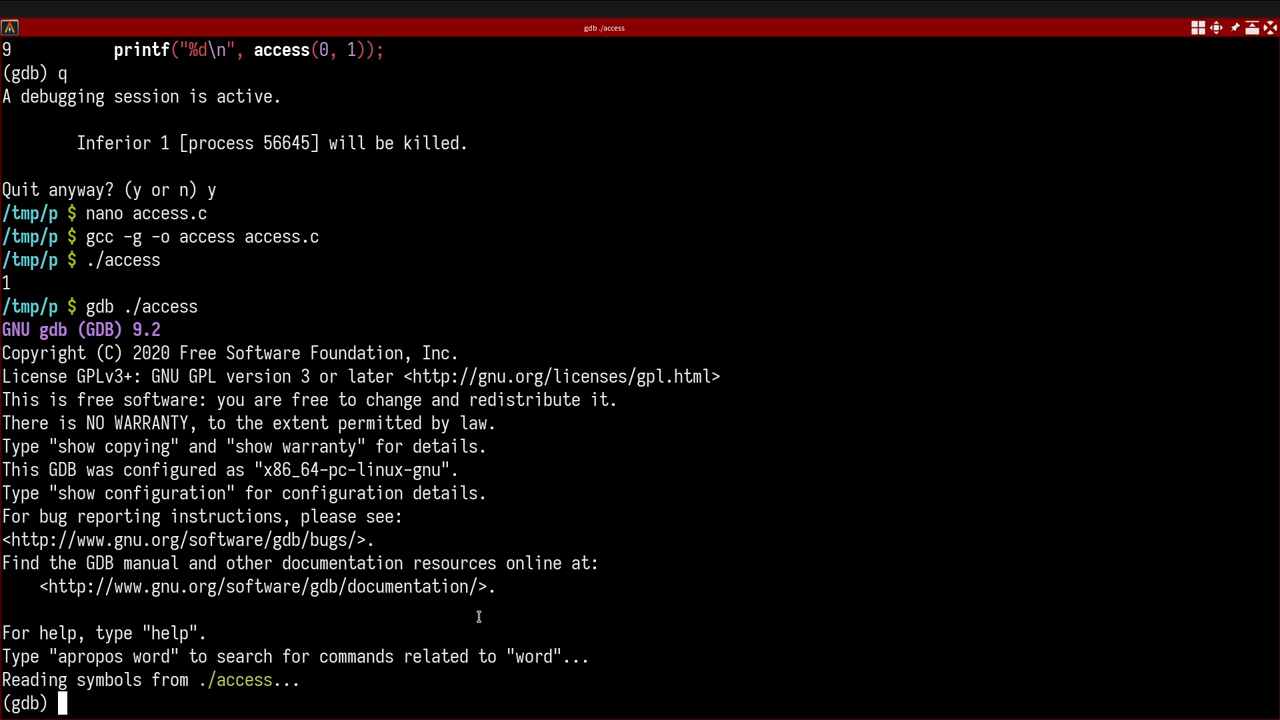 gdb ./access
9           printf("%d\n", access(0, 1));
(gdb) q
A debugging session is active.
        Inferior 1 [process 56645] will be killed.
Quit anyway? (y or n) y
/tmp/p $ nano access.c
/tmp/p $ gcc -g -o access access.c
/tmp/p $ ./access
1
/tmp/p $ gdb ./access
GNU gdb (GDB) 9.2
Copyright (C) 2020 Free Software Foundation, Inc.
License GPLv3+: GNU GPL version 3 or later <http://gnu.org/licenses/gpl.html>
This is free software: you are free to change and redistribute it.
There is NO WARRANTY, to the extent permitted by law.
Type "show copying" and "show warranty" for details.
This GDB was configured as "x86_64-pc-linux-gnu".
Type "show configuration" for configuration details.
For bug reporting instructions, please see:
<http://www.gnu.org/software/gdb/bugs/>.
Find the GDB manual and other documentation resources online at:
    <http://www.gnu.org/software/gdb/documentation/>.
For help, type "help".
Type "apropos word" to search for commands related to "word"...
Reading symbols from ./access...
(gdb)